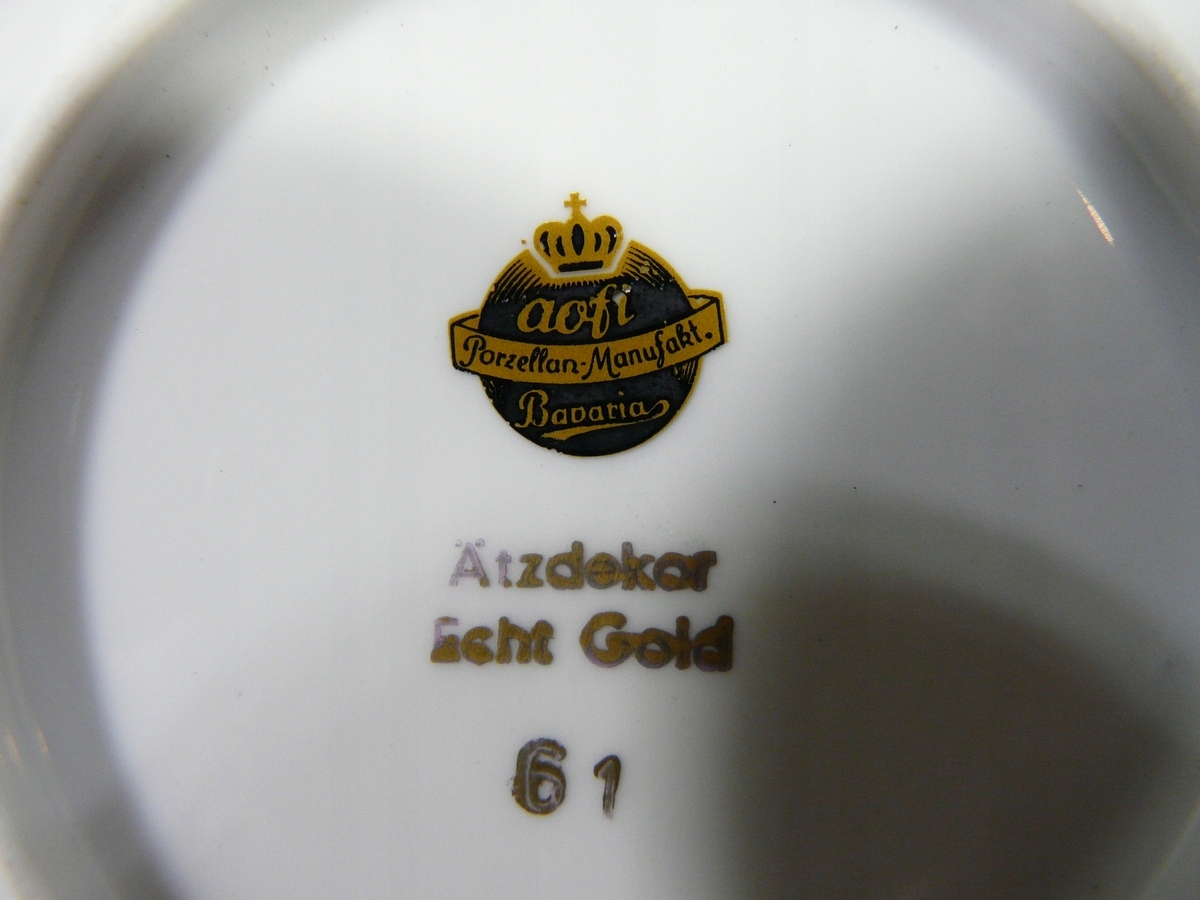 aofi
Porzellan-Manufakt.
Bavaria
Ätzdekor
Echt Gold
61